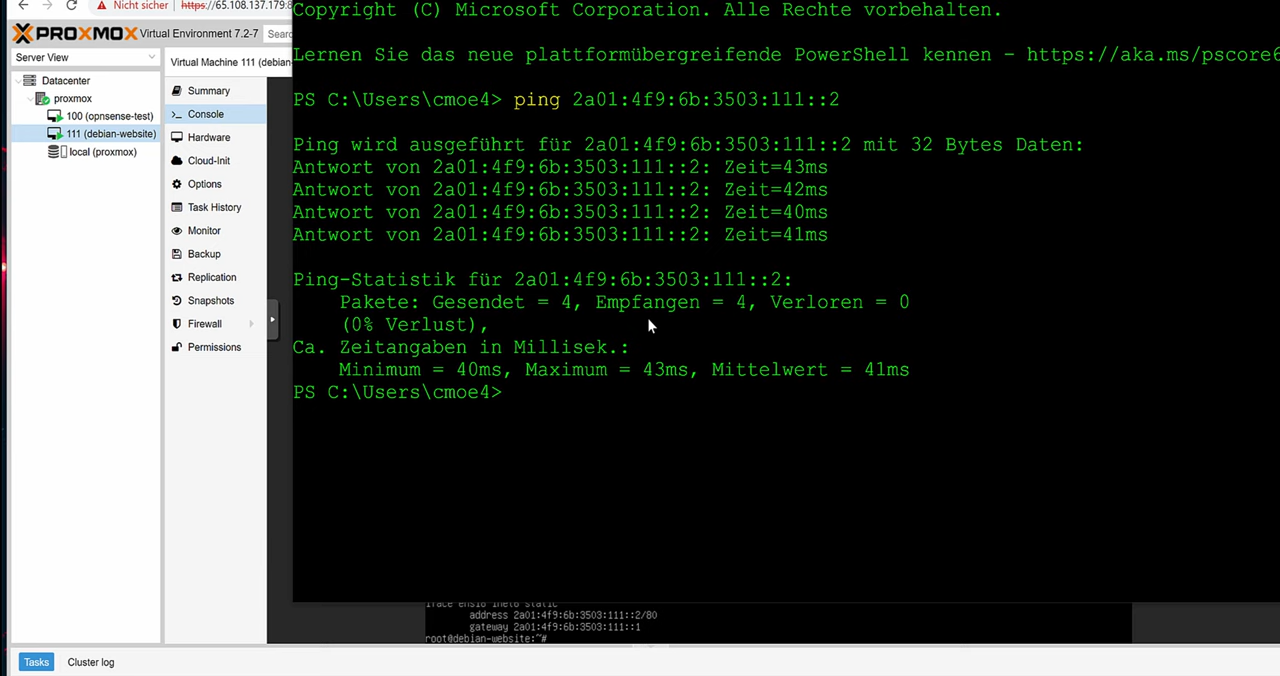 Nicht sicher
https://65.108.137.179:8
PROXMOX Virtual Environment 7.2-7
Searc
Server View
Datacenter
proxmox
100 (opnsense-test)
111 (debian-website)
local (proxmox)
Virtual Machine 111 (debian-
Summary
Console
Hardware
Cloud-Init
Options
Task History
Monitor
Backup
Replication
Snapshots
Firewall
Permissions
Copyright (C) Microsoft Corporation. Alle Rechte vorbehalten.
Lernen Sie das neue plattformübergreifende PowerShell kennen – https://aka.ms/pscore6
PS C:\Users\cmoe4> ping 2a01:4f9:6b:3503:111::2
Ping wird ausgeführt für 2a01:4f9:6b:3503:111::2 mit 32 Bytes Daten:
Antwort von 2a01:4f9:6b:3503:111::2: Zeit=43ms
Antwort von 2a01:4f9:6b:3503:111::2: Zeit=42ms
Antwort von 2a01:4f9:6b:3503:111::2: Zeit=40ms
Antwort von 2a01:4f9:6b:3503:111::2: Zeit=41ms
Ping-Statistik für 2a01:4f9:6b:3503:111::2:
Pakete: Gesendet = 4, Empfangen = 4, Verloren = 0
(0% Verlust),
Ca. Zeitangaben in Millisek.:
Minimum = 40ms, Maximum = 43ms, Mittelwert = 41ms
PS C:\Users\cmoe4>
inet6 static
address 2a01:4f9:6b:3503:111::2/80
gateway 2a01:4f9:6b:3503:111::1
root@debian-website:~#
Tasks
Cluster log